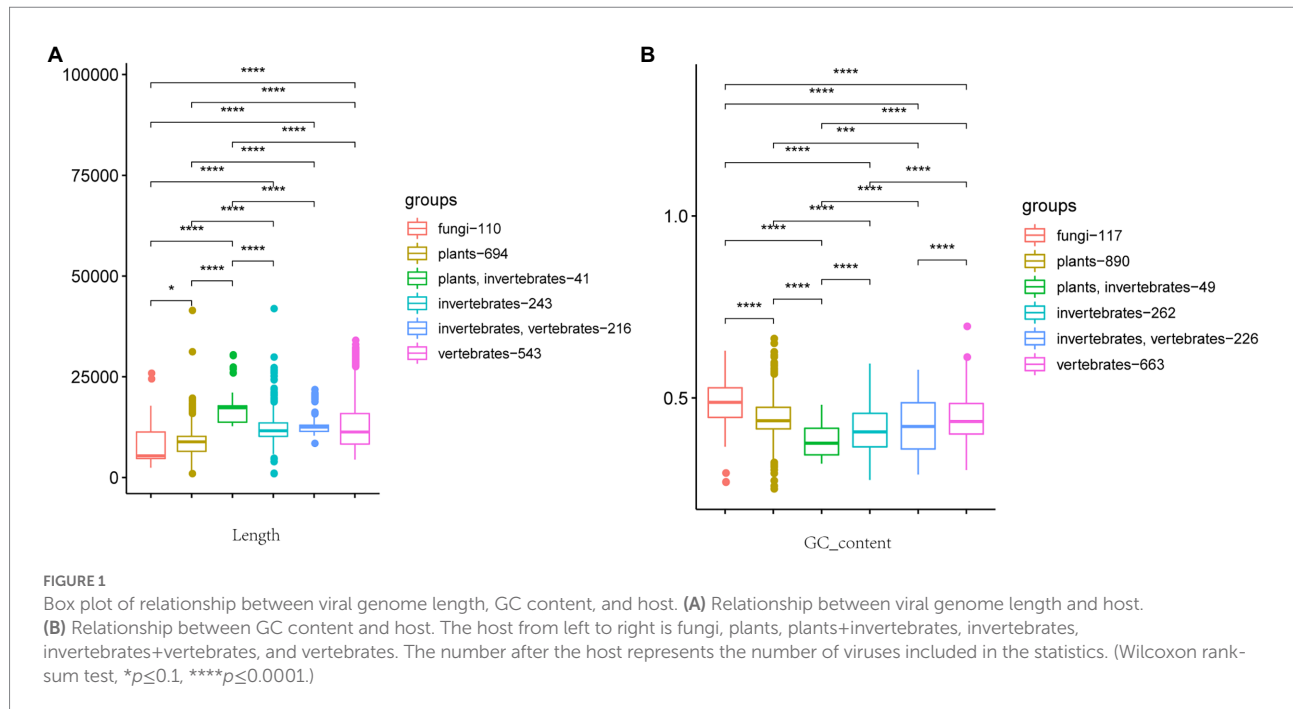 A
100000
75000
50000
25000
0
****
****
****
****
****
****
****
****
****
****
****
*
Length
groups
fungi−110
plants−694
plants, invertebrates−41
invertebrates−243
invertebrates, vertebrates−216
vertebrates−543
B
1.0
0.5
****
****
****
***
****
****
****
****
****
****
****
****
****
GC_content
groups
fungi−117
plants−890
plants, invertebrates−49
invertebrates−262
invertebrates, vertebrates−226
vertebrates−663
FIGURE 1
Box plot of relationship between viral genome length, GC content, and host. (A) Relationship between viral genome length and host.
(B) Relationship between GC content and host. The host from left to right is fungi, plants, plants+invertebrates, invertebrates,
invertebrates+vertebrates, and vertebrates. The number after the host represents the number of viruses included in the statistics. (Wilcoxon rank-
sum test, *p≤0.1, ****p≤0.0001.)